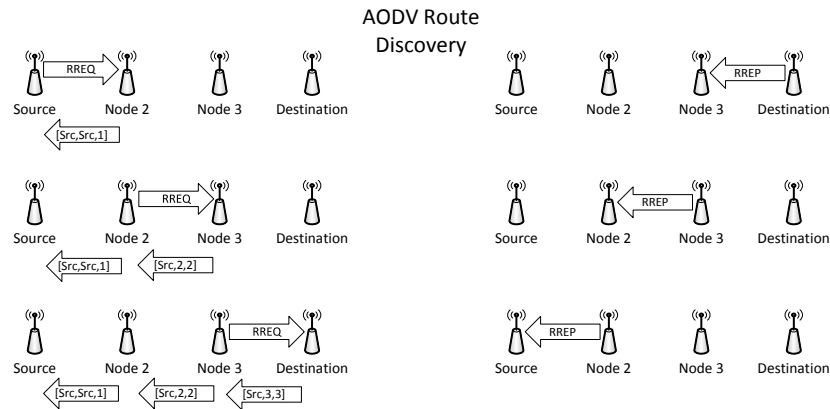 AODV Route
Discovery
RREQ
Source Node 2 Node 3 Destination
[Src,Src,1]
RREQ
Source Node 2 Node 3 Destination
[Src,Src,1] [Src,2,2]
RREQ
Source Node 2 Node 3 Destination
[Src,Src,1] [Src,2,2] [Src,3,3]
RREP
Source Node 2 Node 3 Destination
RREP
Source Node 2 Node 3 Destination
RREP
Source Node 2 Node 3 Destination